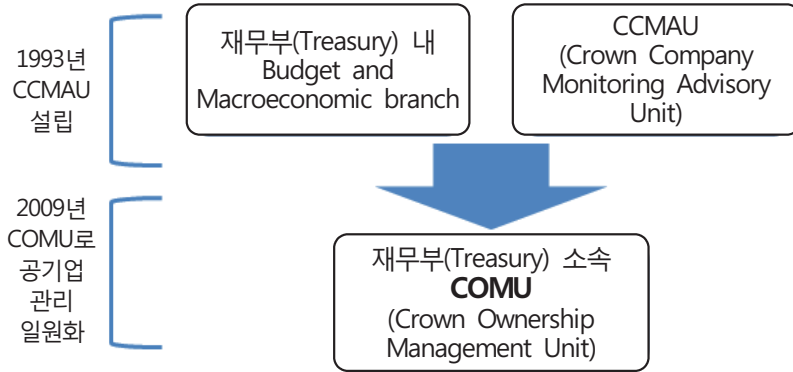 1993년
CCMAU
설립
재무부(Treasury) 내
Budget and
Macroeconomic branch
CCMAU
(Crown Company
Monitoring Advisory
Unit)
2009년
COMU로
공기업
관리
일원화
재무부(Treasury) 소속
COMU
(Crown Ownership
Management Unit)